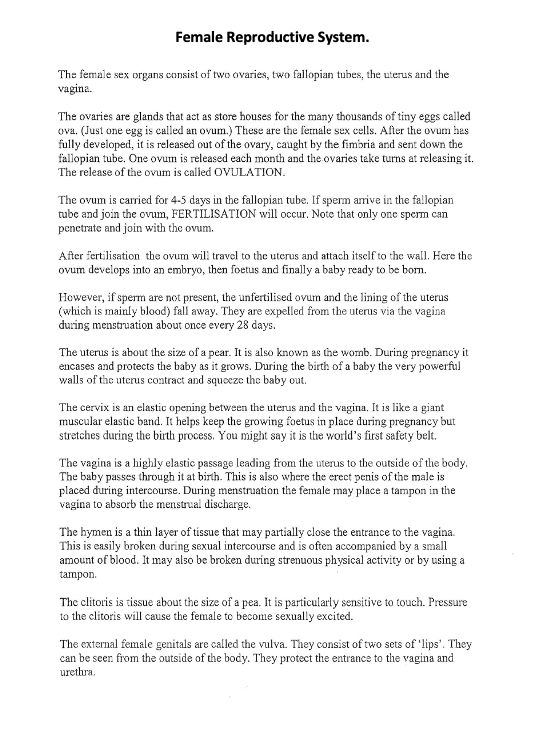 Female Reproductive System.
The female sex organs consist of two ovaries, two fallopian tubes, the uterus and the
vagina.
The ovaries are glands that act as store houses for the many thousands of tiny eggs called
ova. (Just one egg is called an ovum.) These are the female sex cells. After the ovum has
fully developed, it is released out of the ovary, caught by the fimbria and sent down the
fallopian tube. One ovum is released each month and the ovaries take turns at releasing it.
The release of the ovum is called OVULATION.
The ovum is carried for 4-5 days in the fallopian tube. If sperm arrive in the fallopian
tube and join the ovum, FERTILISATION will occur. Note that only one sperm can
penetrate and join with the ovum.
After fertilisation the ovum will travel to the uterus and attach itself to the wall. Here the
ovum develops into an embryo, then foetus and finally a baby ready to be born.
However, if sperm are not present, the unfertilised ovum and the lining of the uterus
(which is mainly blood) fall away. They are expelled from the uterus via the vagina
during menstruation about once every 28 days.
The uterus is about the size of a pear. It is also known as the womb. During pregnancy it
encases and protects the baby as it grows. During the birth of a baby the very powerful
walls of the uterus contract and squeeze the baby out.
The cervix is an elastic opening between the uterus and the vagina. It is like a giant
muscular elastic band. It helps keep the growing foetus in place during pregnancy but
stretches during the birth process. You might say it is the world's first safety belt.
The vagina is a highly elastic passage leading from the uterus to the outside of the body.
The baby passes through it at birth. This is also where the erect penis of the male is
placed during intercourse. During menstruation the female may place a tampon in the
vagina to absorb the menstrual discharge.
The hymen is a thin layer of tissue that may partially close the entrance to the vagina.
This is easily broken during sexual intercourse and is often accompanied by a small
amount of blood. It may also be broken during strenuous physical activity or by using a
tampon.
The clitoris is tissue about the size of a pea. It is particularly sensitive to touch. Pressure
to the clitoris will cause the female to become sexually excited.
The external female genitals are called the vulva. They consist of two sets of 'lips'. They
can be seen from the outside of the body. They protect the entrance to the vagina and
urethra.